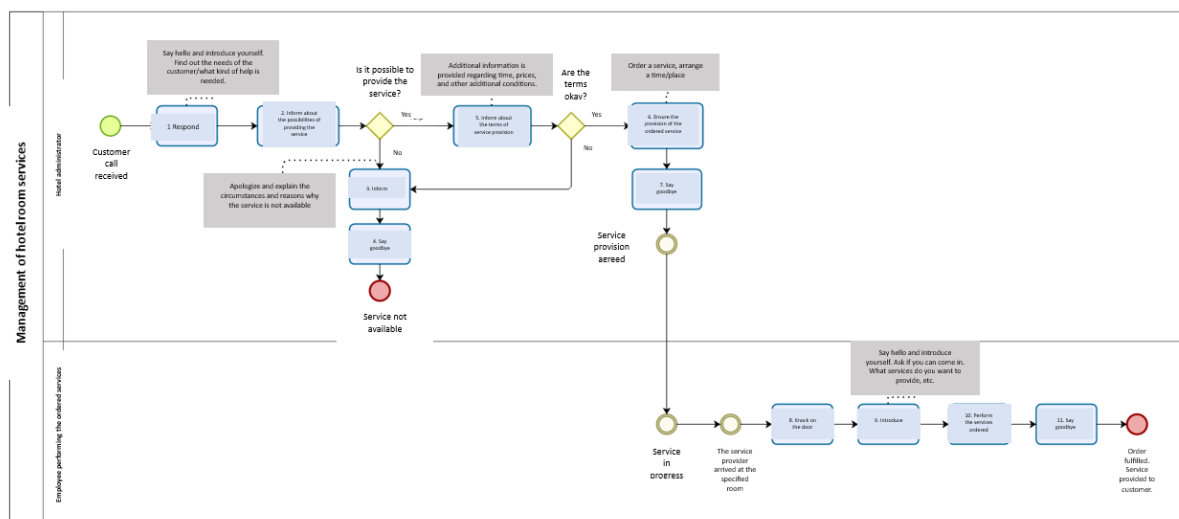 Management of hotel room services
Hotel administrator
Say hello and introduce yourself.
Find out the needs of the
customer/what kind of help is
needed.
Customer
call
received
1 Respond
2. Inform about
the possibilities of
providing the
service
Is it possible to
provide the
service?
Yes
No
Additional information is
provided regarding time, prices,
and other additional conditions.
5. Inform about
the terms of
service provision
Are the
terms
okay?
Yes
No
Order a service, arrange
a time/place
6. Ensure the
provision of the
ordered service
7. Say
goodbye
Service
provision
agreed
Apologize and explain the
circumstances and reasons why
the service is not available
3. Inform
4. Say
goodbye
Service not
available
Employee performing the ordered services
Service
in
progress
The service
provider
arrived at the
specified
room
8. Knock on
the door
Say hello and introduce
yourself. Ask if you can come in.
What services do you want to
provide, etc.
9. Introduce
10. Perform
the services
ordered
11. Say
goodbye
Order
fulfilled.
Service
provided to
customer.